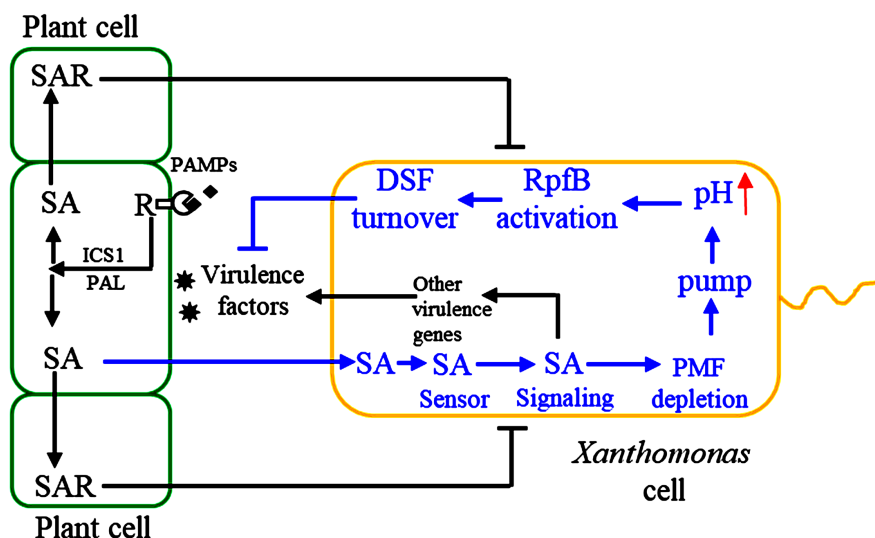 Plant cell
SAR
PAMPs
SA
R
ICS1
PAL
SA
SAR
Plant cell
Virulence
factors
DSF
turnover
RpfB
activation
pH
pump
Other
virulence
genes
SA
SA
Sensor
SA
Signaling
PMF
depletion
Xanthomonas
cell